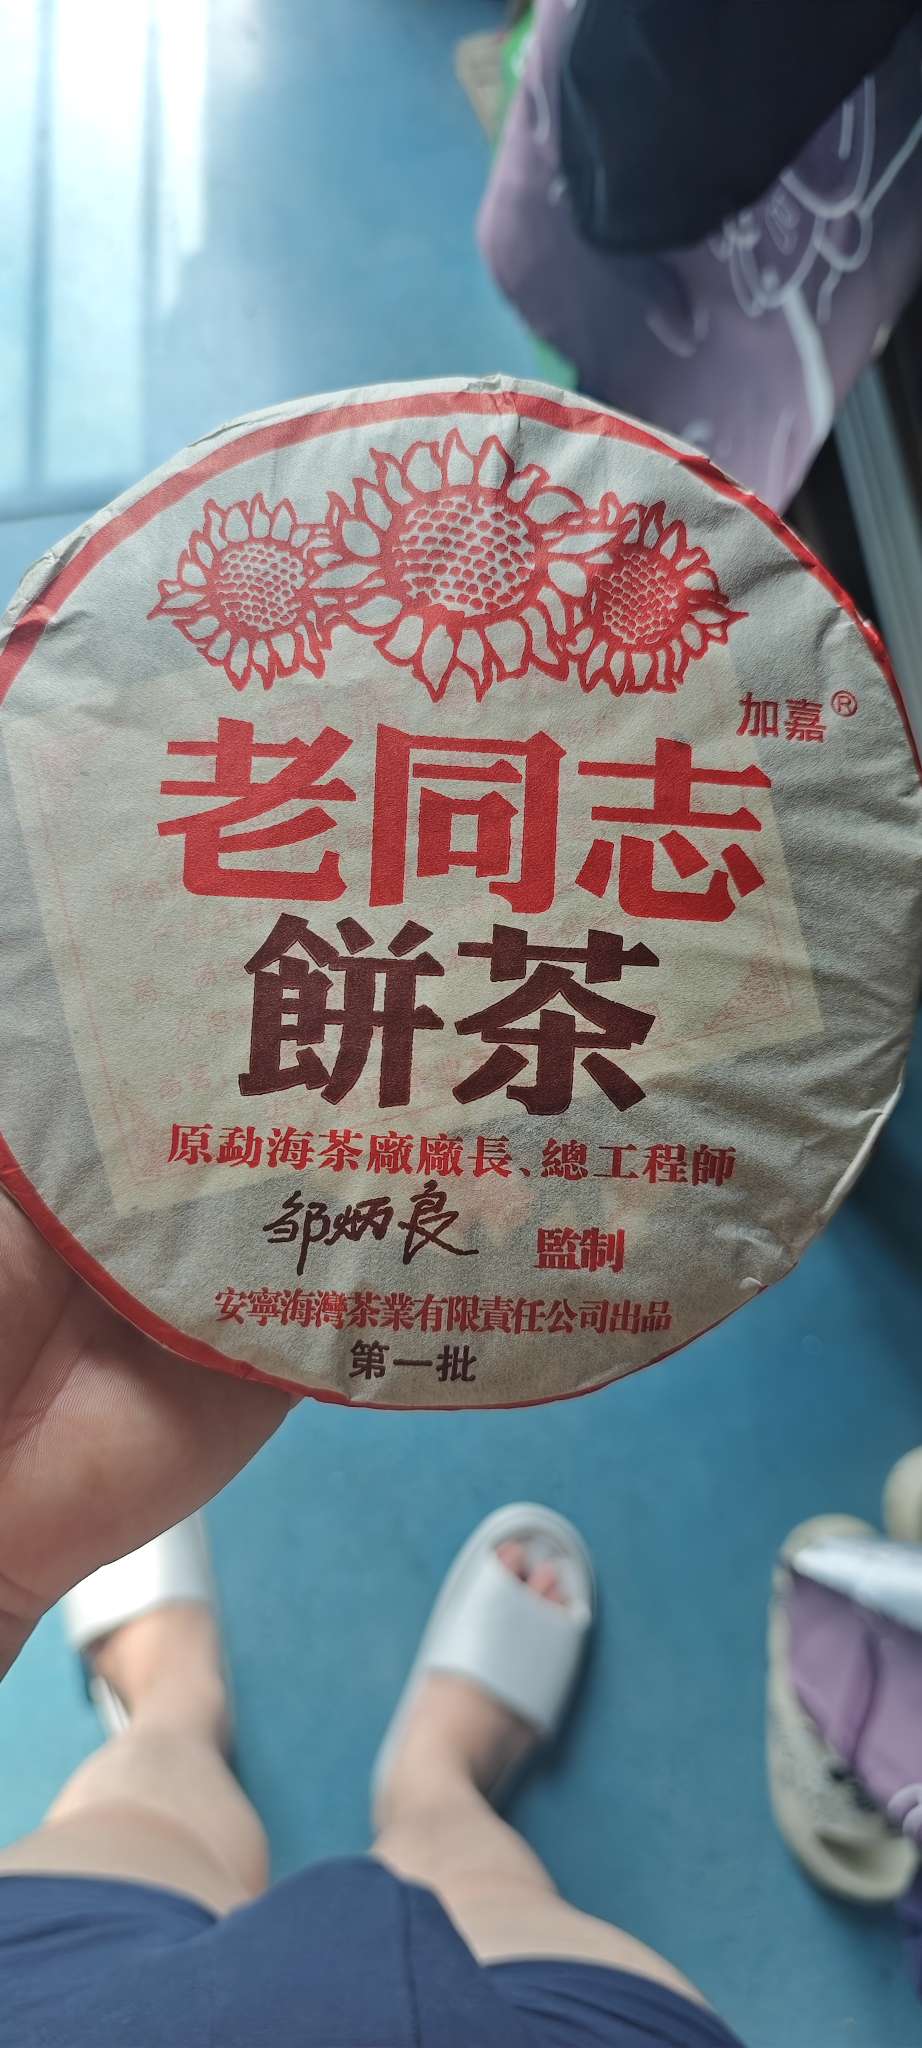 加嘉®
老同志
餅茶
原勐海茶廠廠長、總工程師
邹炳良 監制
安寧海灣茶業有限責任公司出品
第一批